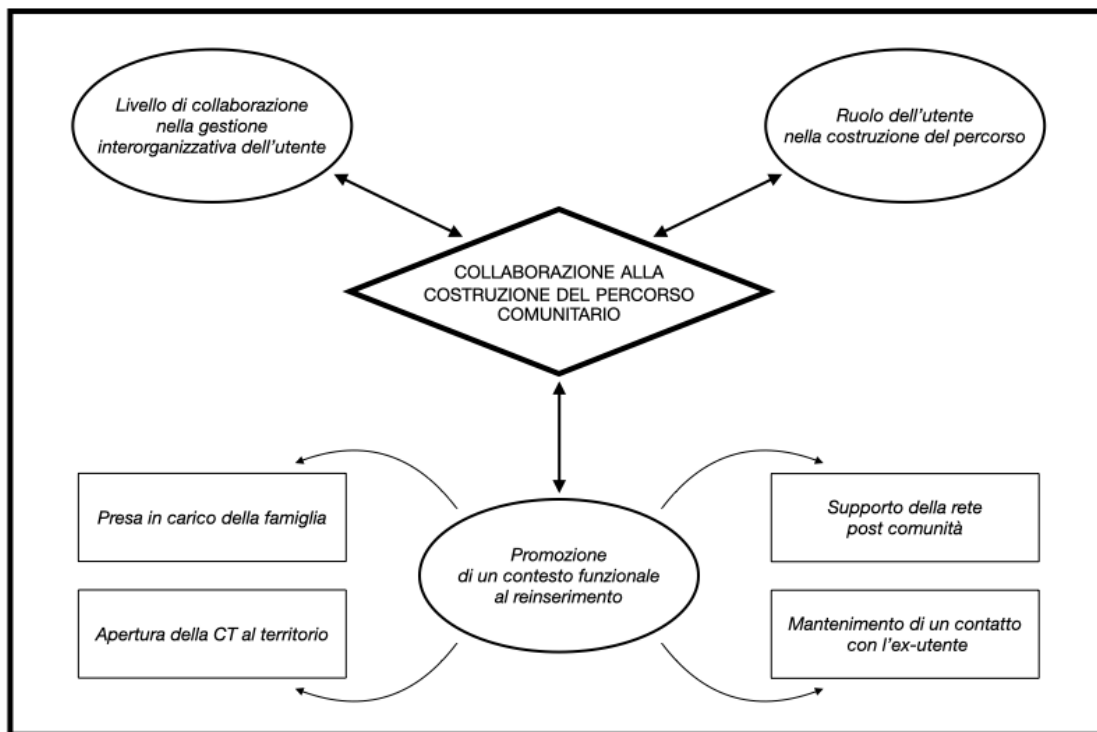 Livello di collaborazione
nella gestione
interorganizzativa dell'utente
Ruolo dell'utente
nella costruzione del percorso
COLLABORAZIONE ALLA
COSTRUZIONE DEL PERCORSO
COMUNITARIO
Presa in carico della famiglia
Apertura della CT al territorio
Promozione
di un contesto funzionale
al reinserimento
Supporto della rete
post comunità
Mantenimento di un contatto
con l'ex-utente